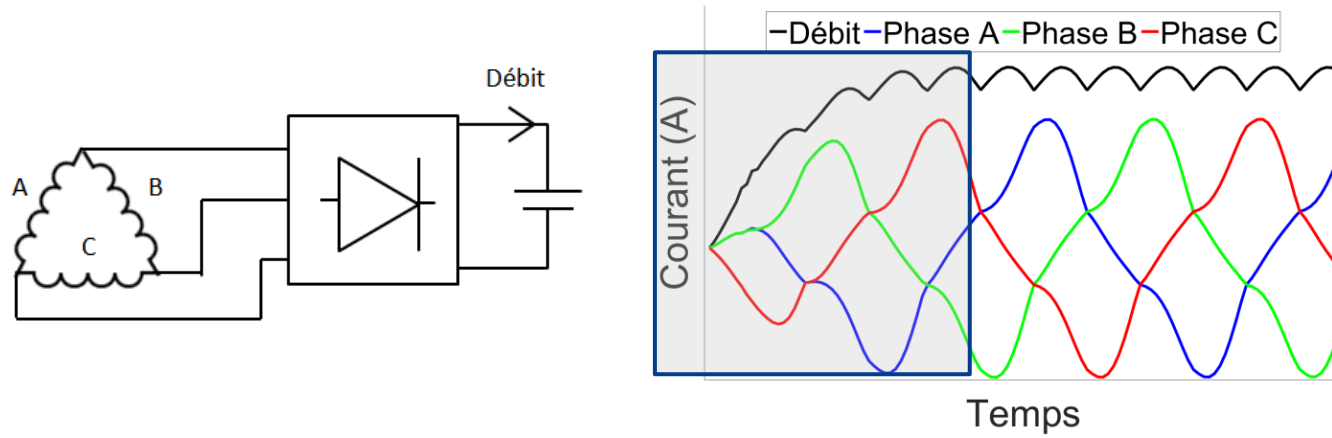 Débit
A
B
C
Débit Phase A Phase B Phase C
Courant (A)
Temps